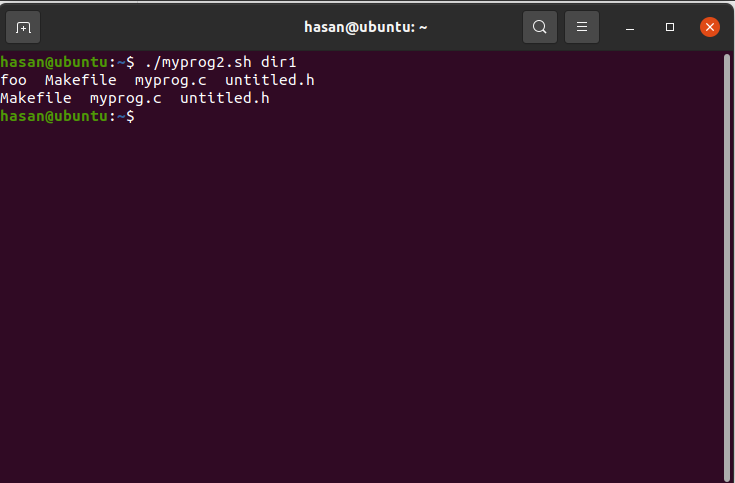 hasan@ubuntu: ~
hasan@ubuntu:~$ ./myprog2.sh dir1
foo  Makefile  myprog.c  untitled.h
Makefile  myprog.c  untitled.h
hasan@ubuntu:~$